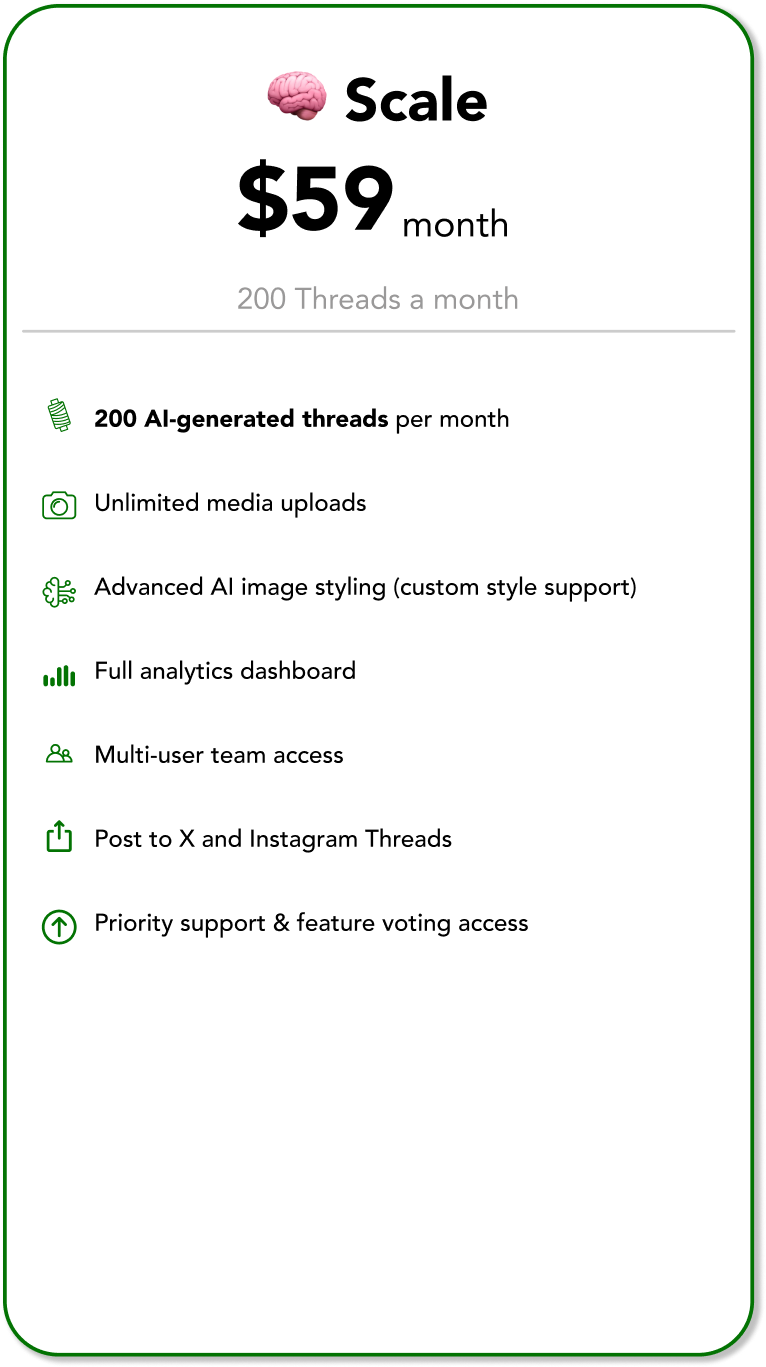 Scale
$59 month
200 Threads a month
200 AI-generated threads per month
Unlimited media uploads
Advanced AI image styling (custom style support)
Full analytics dashboard
Multi-user team access
Post to X and Instagram Threads
Priority support & feature voting access